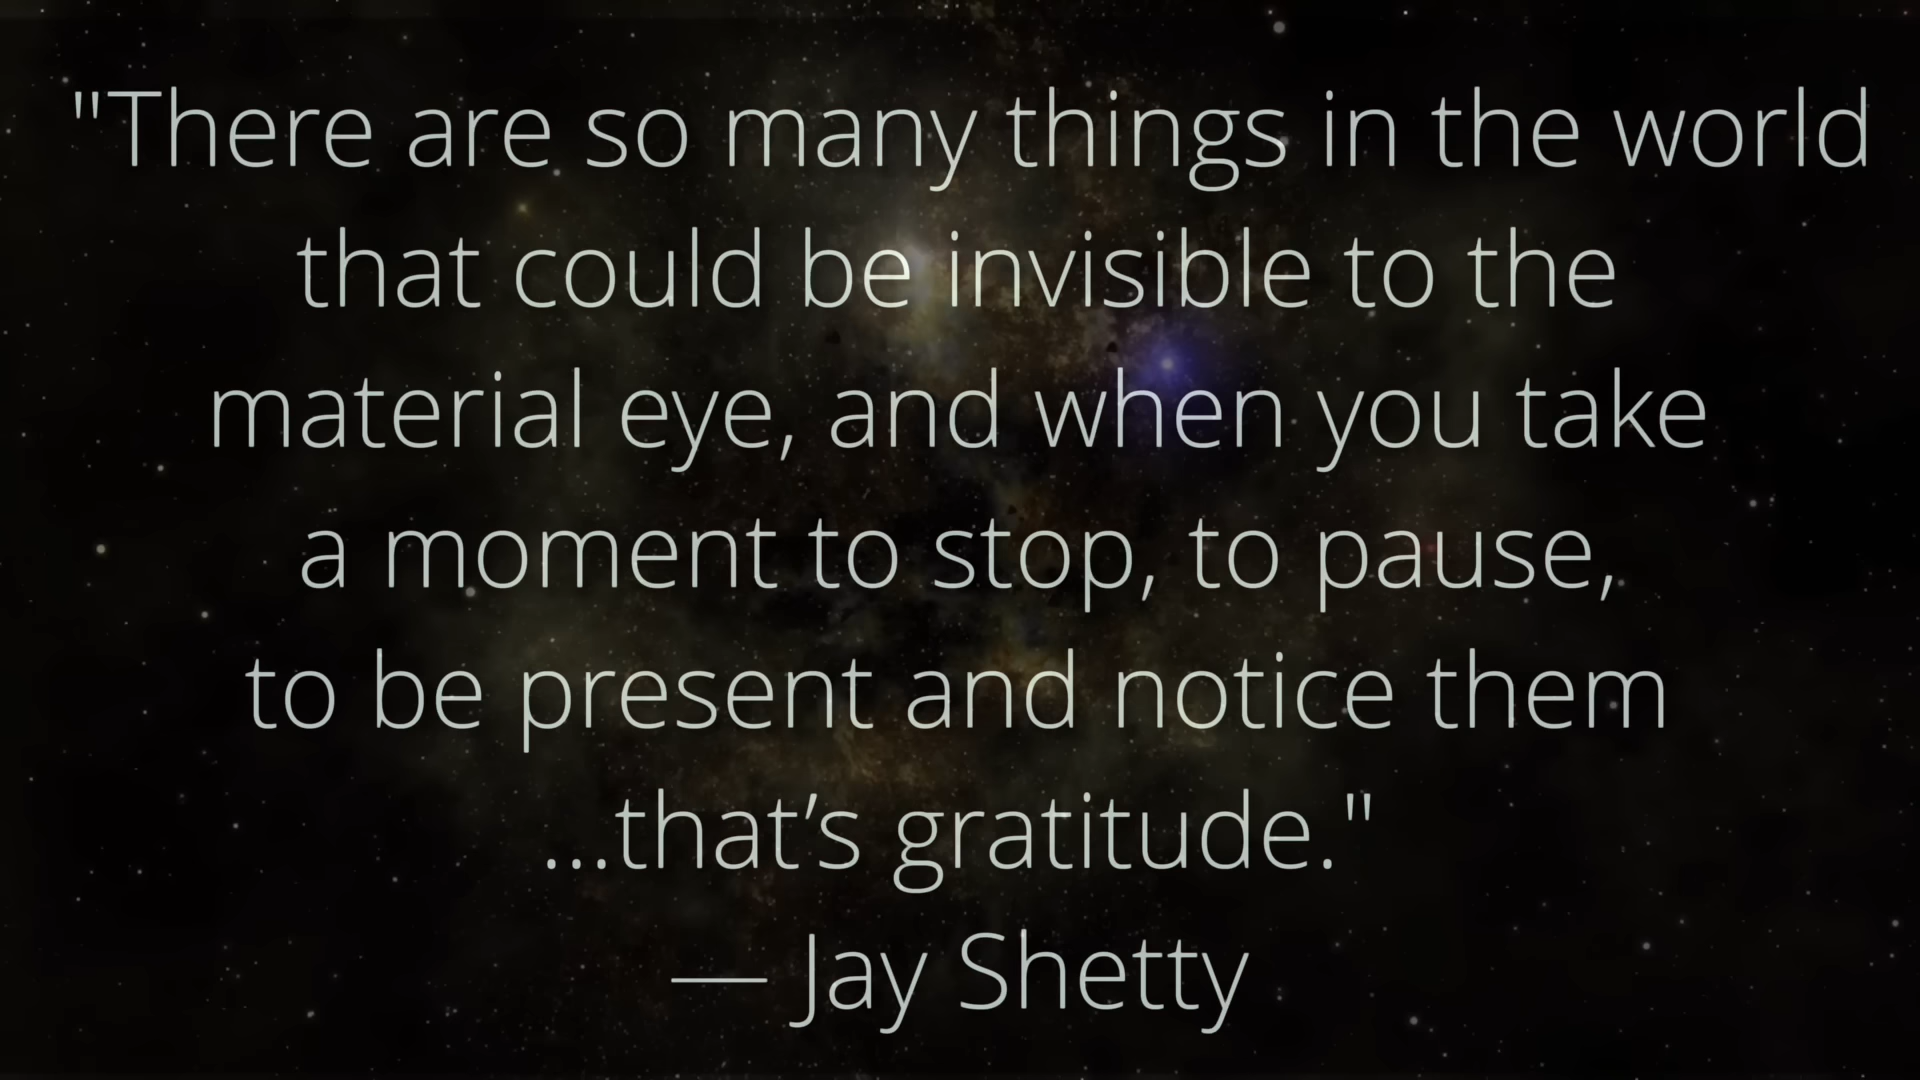 "There are so many things in the world
that could be invisible to the
material eye, and when you take
a moment to stop, to pause,
to be present and notice them
...that’s gratitude."
— Jay Shetty